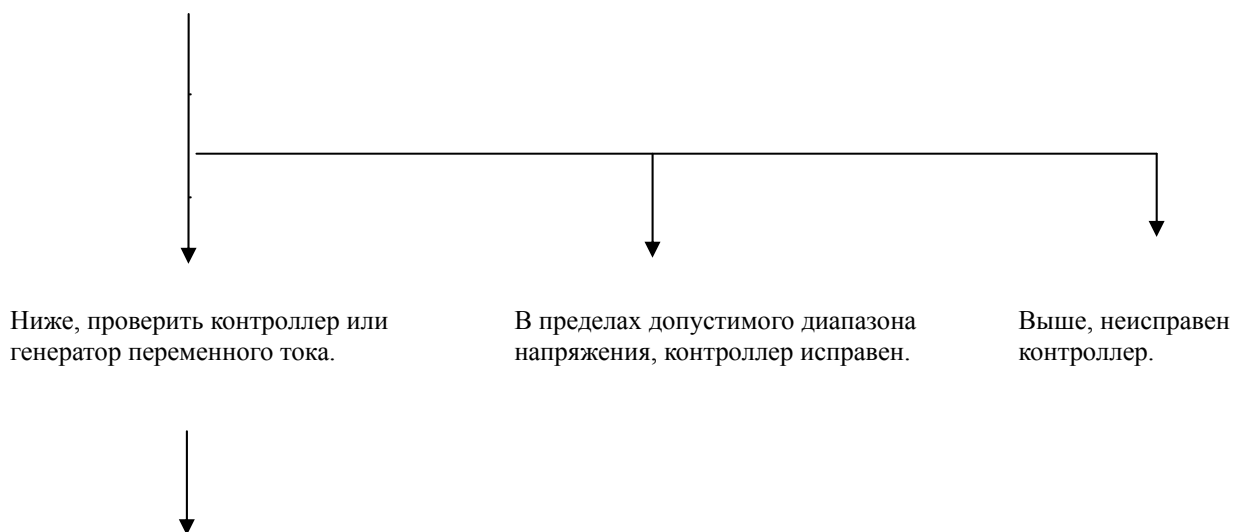 Ниже, проверить контроллер или
генератор переменного тока.
В пределах допустимого диапазона
напряжения, контроллер исправен.
Выше, неисправен
контроллер.